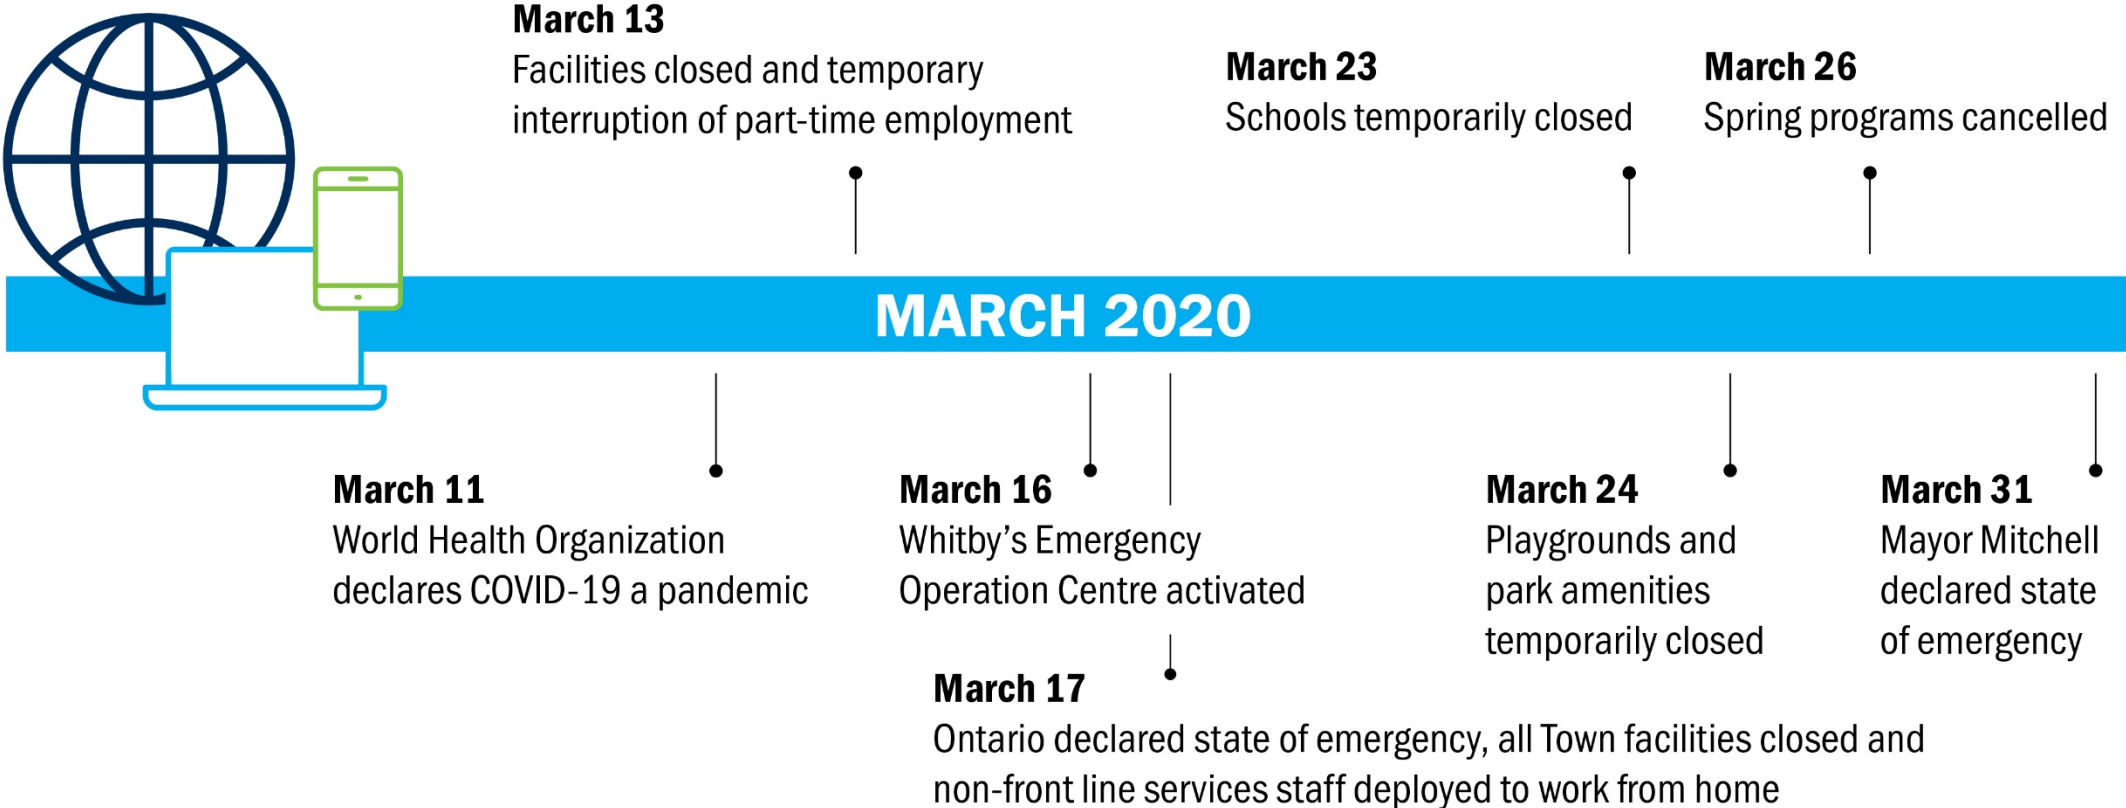 March 13
Facilities closed and temporary
interruption of part-time employment
March 23
Schools temporarily closed
March 26
Spring programs cancelled
MARCH 2020
March 11
World Health Organization
declares COVID-19 a pandemic
March 16
Whitby’s Emergency
Operation Centre activated
March 17
Ontario declared state of emergency, all Town facilities closed and
non-front line services staff deployed to work from home
March 24
Playgrounds and
park amenities
temporarily closed
March 31
Mayor Mitchell
declared state
of emergency